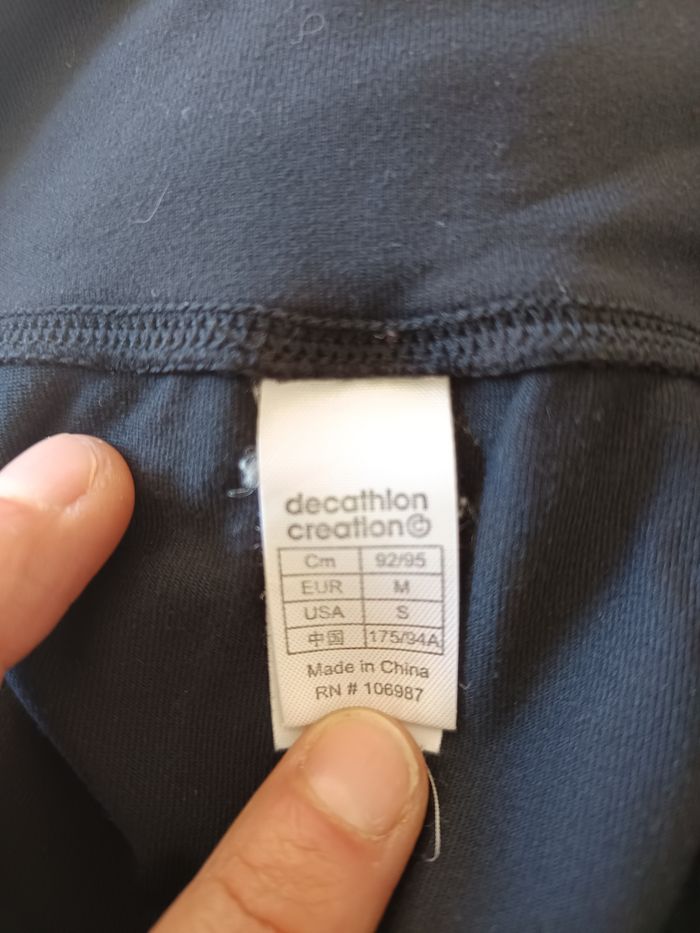 decathlon
creation
Cm 92/95
EUR M
USA S
中国 175/94A
Made in China
RN # 106987